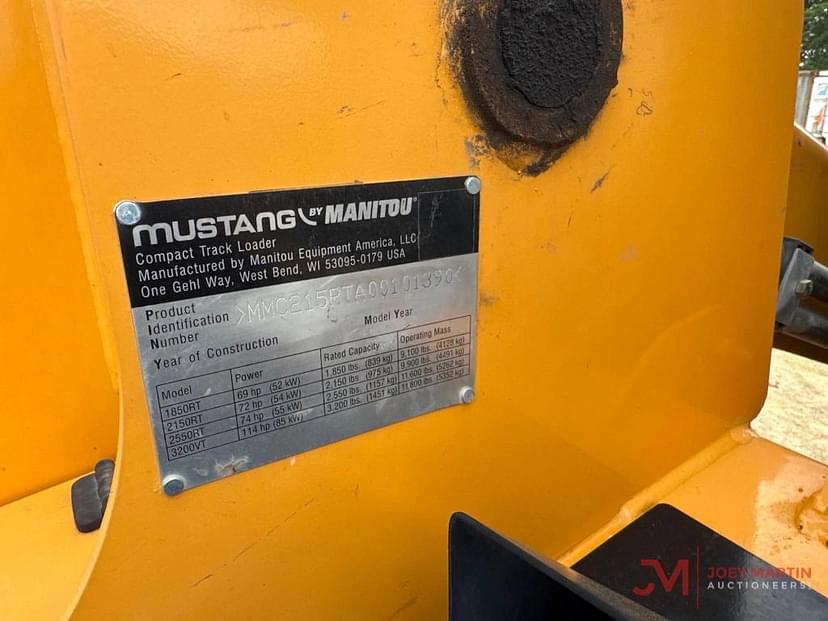 MUSTANG BY MANITOU
Compact Track Loader
Manufactured by Manitou Equipment America, LLC
One Gehl Way, West Bend, WI 53095-0179 USA
Product
Identification >MMC215RTA00101390<
Number
Model Year
Year of Construction
Model Power Rated Capacity Operating Mass
1850RT 69 hp (52 kW) 1,850 lbs. (839 kg) 9,100 lbs. (4128 kg)
2150RT 72 hp (54 kW) 2,150 lbs. (975 kg) 9,900 lbs. (4491 kg)
2550RT 74 hp (55 kW) 2,550 lbs. (1157 kg) 11,600 lbs. (5262 kg)
3200VT 114 hp (85 kW) 3,200 lbs. (1451 kg) 11,800 lbs. (5352 kg)
JM JOEY MARTIN
AUCTIONEERS